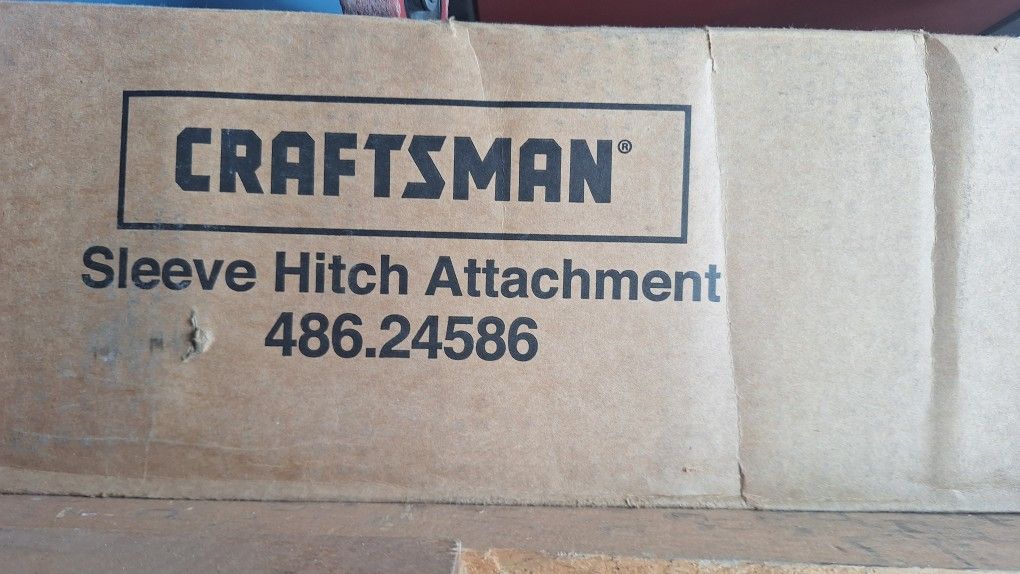 CRAFTSMAN®
Sleeve Hitch Attachment
486.24586